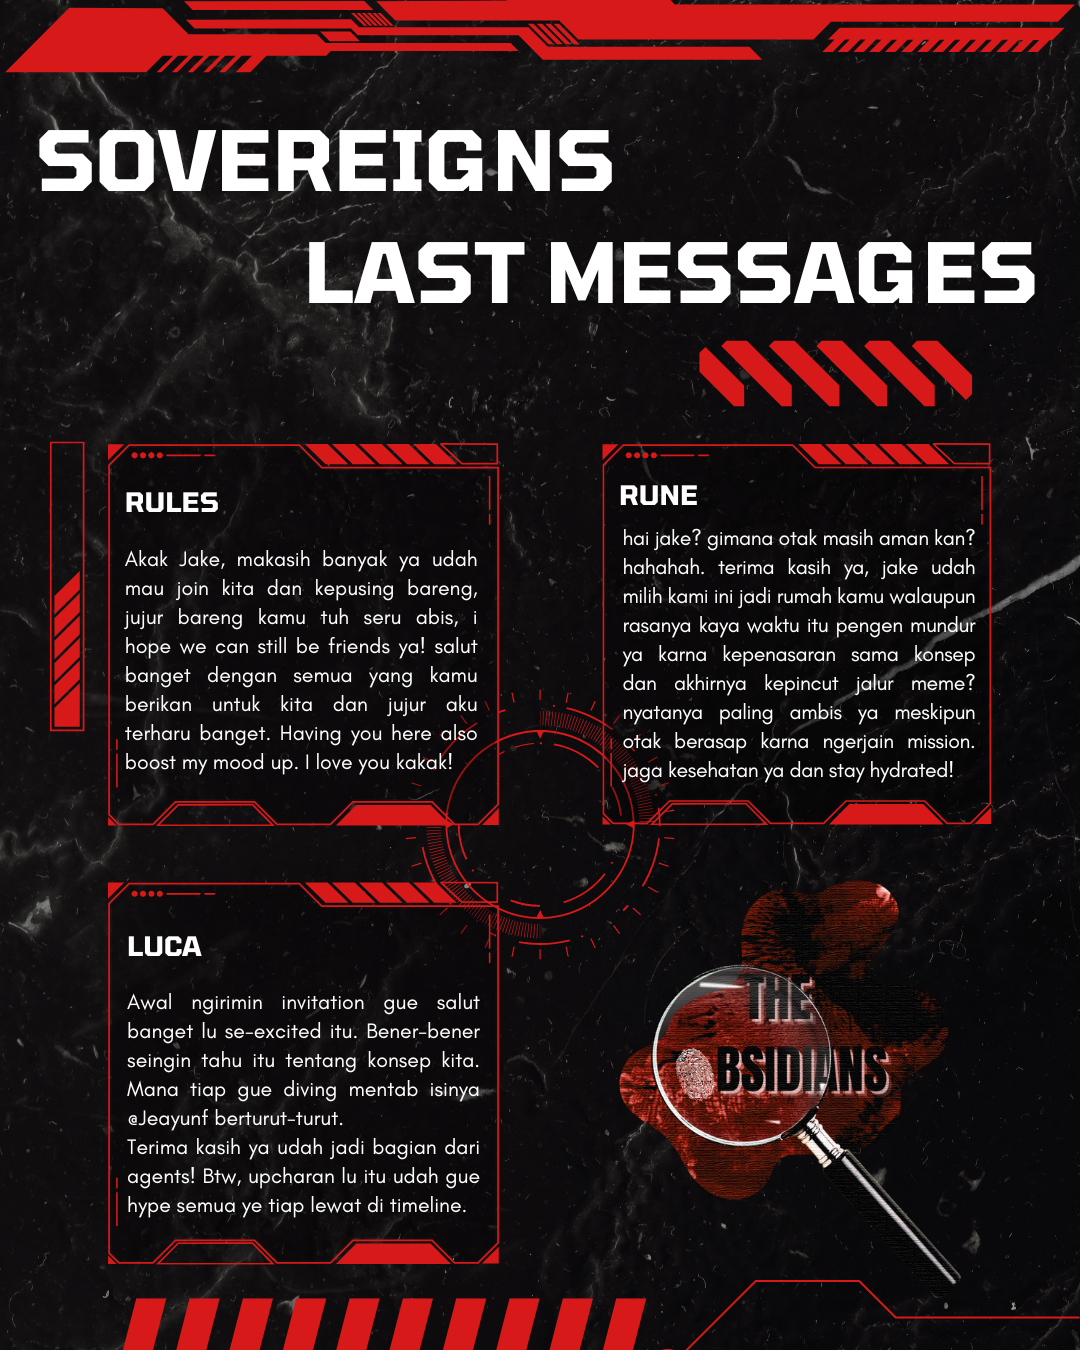 SOVEREIGNS
LAST MESSAGES
RULES
Akak Jake, makasih banyak ya udah
mau join kita dan kepusing bareng,
jujur bareng kamu tuh seru abis, i
hope we can still be friends ya! salut
banget dengan semua yang kamu
berikan untuk kita dan jujur aku
terharu banget. Having you here also
boost my mood up. I love you kakak!
RUNE
hai jake? gimana otak masih aman kan?
hahahah. terima kasih ya, jake udah
milih kami ini jadi rumah kamu walaupun
rasanya kaya waktu itu pengen mundur
ya karna kepenasaran sama konsep
dan akhirnya kepincut jalur meme?
nyatanya paling ambis ya meskipun
otak berasap karna ngerjain mission.
jaga kesehatan ya dan stay hydrated!
LUCA
Awal ngirimin invitation gue salut
banget lu se-excited itu. Bener-bener
seingin tahu itu tentang konsep kita.
Mana tiap gue diving mentab isinya
@Jeayunf berturut-turut.
Terima kasih ya udah jadi bagian dari
agents! Btw, upcharan lu itu udah gue
hype semua ye tiap lewat di timeline.
THE
BSIDIANS